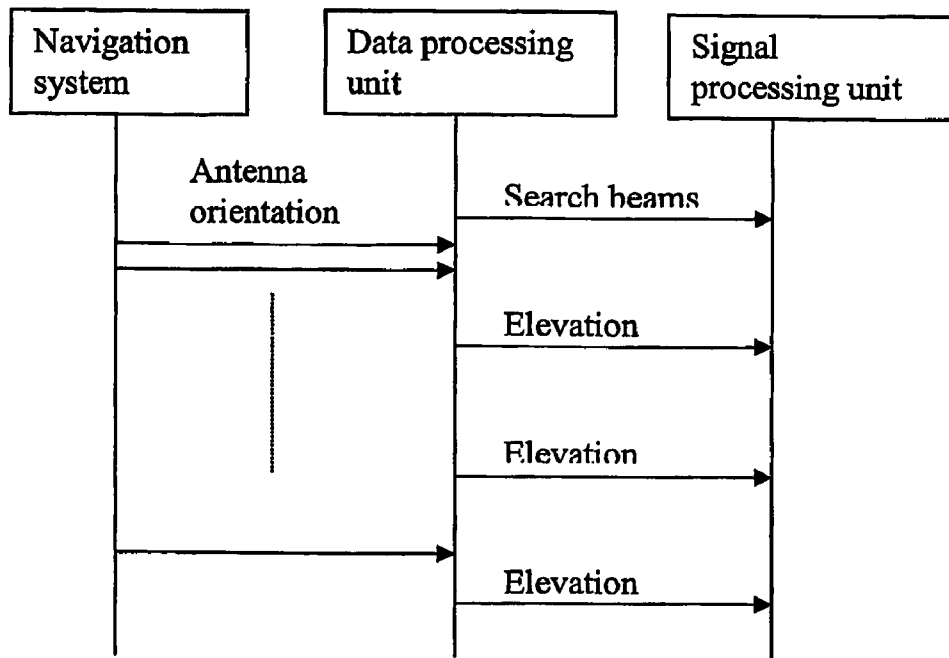 Navigation
system
Data processing
unit
Signal
processing unit
Antenna
orientation
Search beams
Elevation
Elevation
Elevation